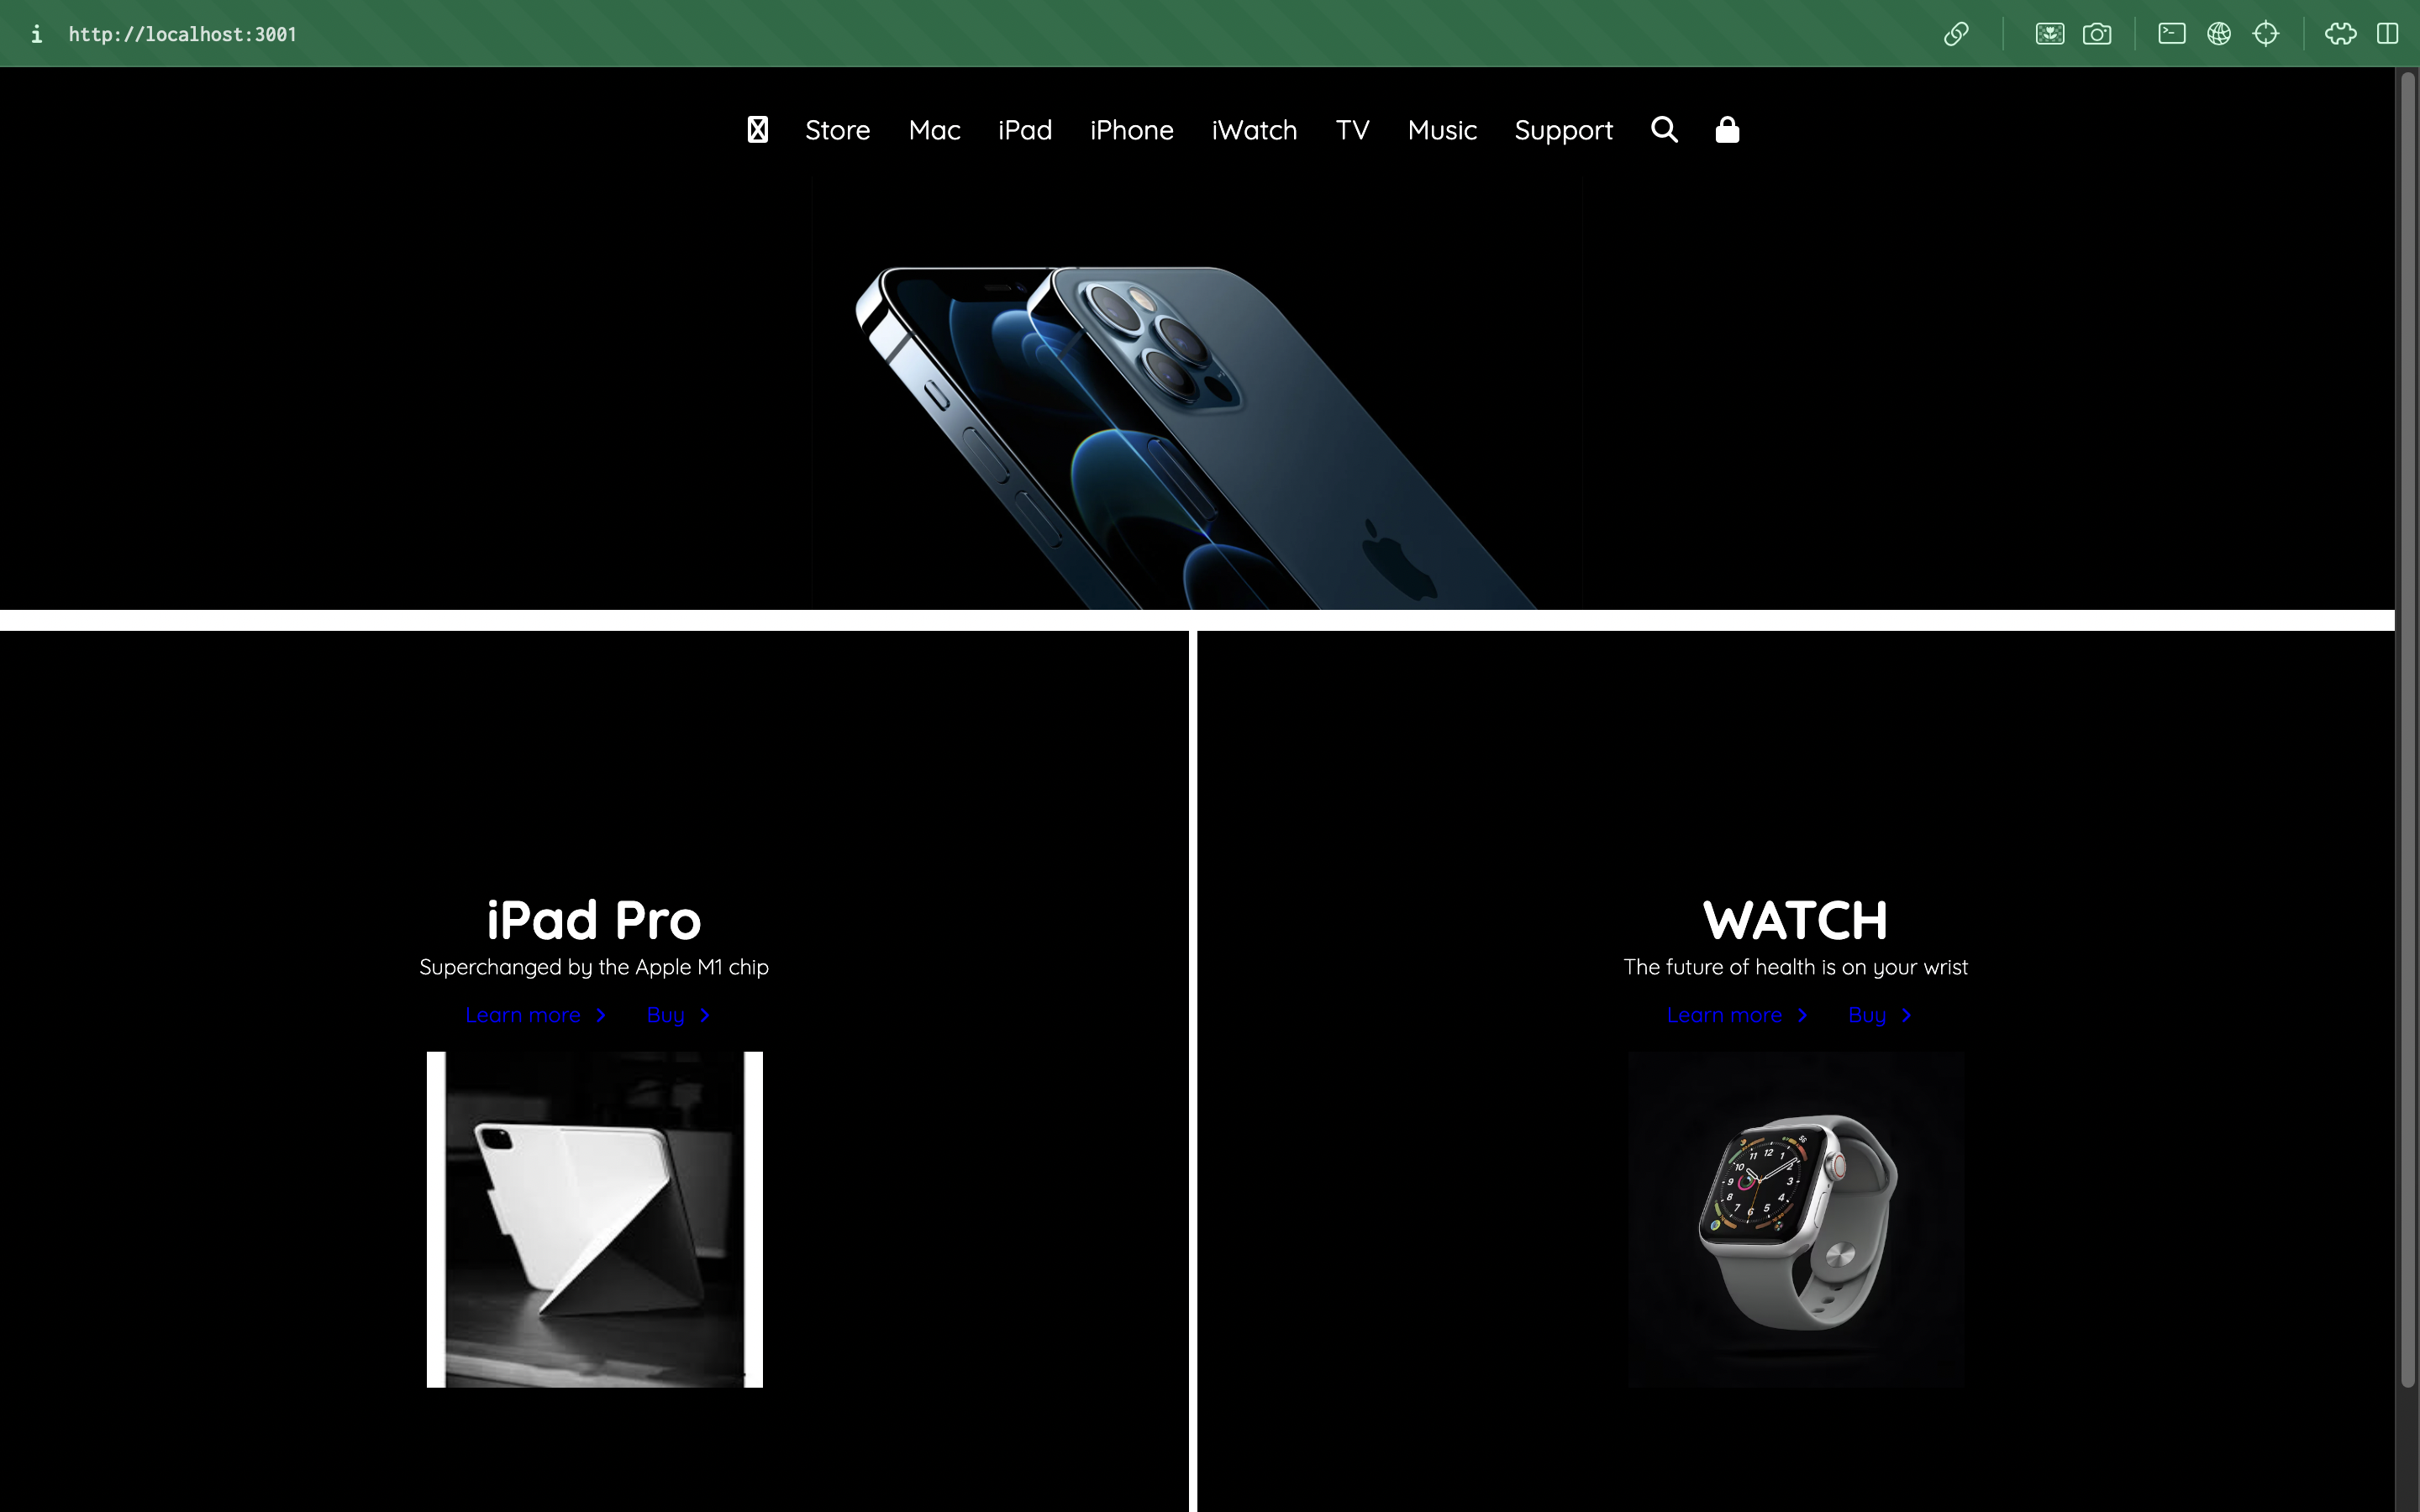 http://localhost:3001
Store Mac iPad iPhone iWatch TV Music Support
iPad Pro
Superchanged by the Apple M1 chip
Learn more Buy
WATCH
The future of health is on your wrist
Learn more Buy
10 11 12 1 2 3 4 5 6 7 8 9